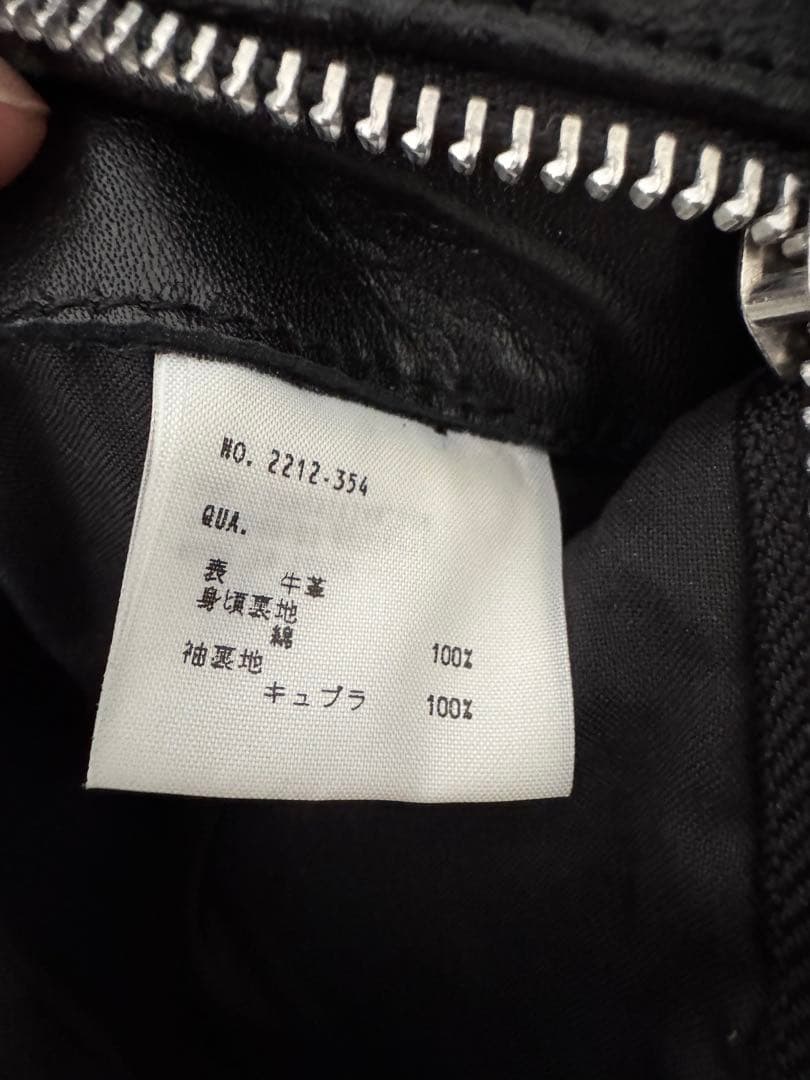 NO. 2212-354
QUA.
表 牛革
身頃裏地
綿 100%
袖裏地
キュプラ 100%